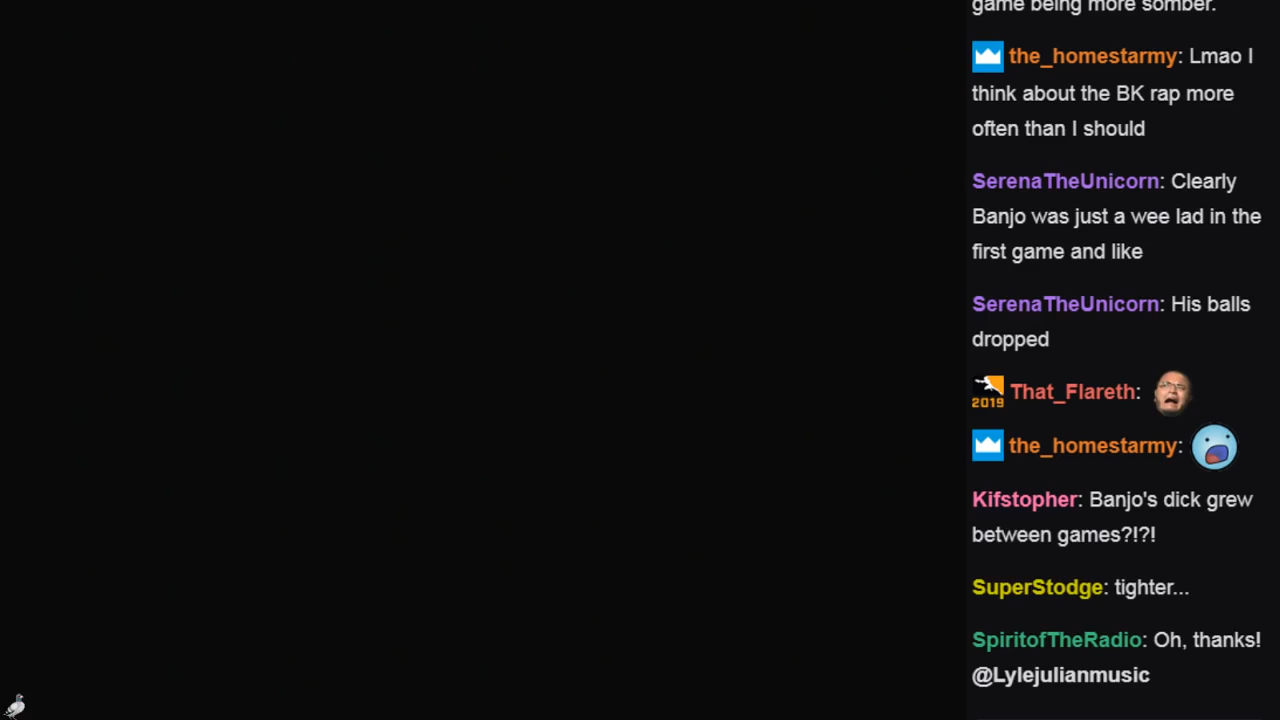 game being more somber.
the_homestarmy: Lmao I
think about the BK rap more
often than I should
SerenaTheUnicorn: Clearly
Banjo was just a wee lad in the
first game and like
SerenaTheUnicorn: His balls
dropped
2019 That_Flareth:
the_homestarmy:
Kifstopher: Banjo's dick grew
between games?!?!
SuperStodge: tighter...
SpiritofTheRadio: Oh, thanks!
@Lylejulianmusic